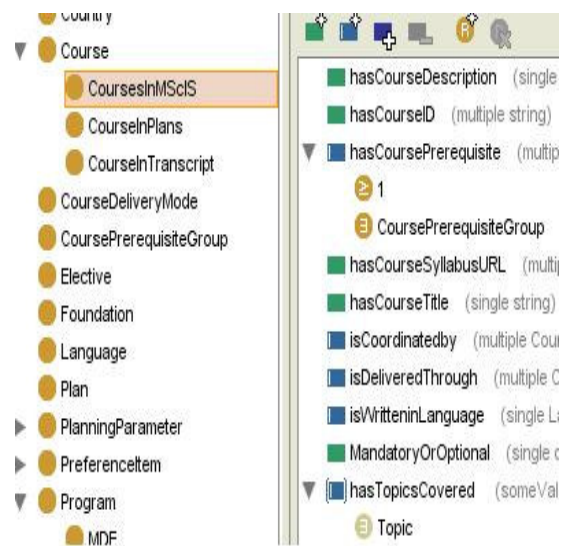 Country
Course
CoursesInMScIS
CourseInPlans
CourseInTranscript
CourseDeliveryMode
CoursePrerequisiteGroup
Elective
Foundation
Language
Plan
PlanningParameter
PreferenceItem
Program
MDE
hasCourseDescription (single
hasCourseID (multiple string)
hasCoursePrerequisite (multip
≥ 1
∃ CoursePrerequisiteGroup
hasCourseSyllabusURL (multi
hasCourseTitle (single string)
isCoordinatedby (multiple Cour
isDeliveredThrough (multiple C
isWritteninLanguage (single La
MandatoryOrOptional (single
hasTopicsCovered (someVal
∃ Topic